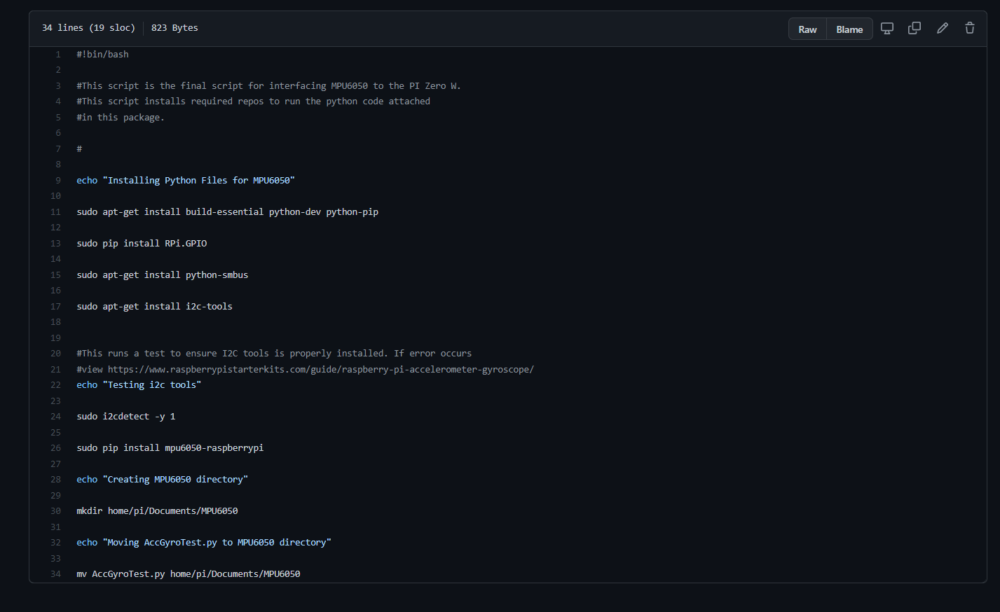 34 lines (19 sloc) 823 Bytes Raw Blame
1 #!bin/bash
2
3 #This script is the final script for interfacing MPU6050 to the PI Zero W.
4 #This script installs required repos to run the python code attached
5 #in this package.
6
7 #
8
9 echo "Installing Python Files for MPU6050"
10
11 sudo apt-get install build-essential python-dev python-pip
12
13 sudo pip install RPi.GPIO
14
15 sudo apt-get install python-smbus
16
17 sudo apt-get install i2c-tools
18
19
20 #This runs a test to ensure I2C tools is properly installed. If error occurs
21 #view https://www.raspberrypistarterkits.com/guide/raspberry-pi-accelerometer-gyroscope/
22 echo "Testing i2c tools"
23
24 sudo i2cdetect -y 1
25
26 sudo pip install mpu6050-raspberrypi
27
28 echo "Creating MPU6050 directory"
29
30 mkdir home/pi/Documents/MPU6050
31
32 echo "Moving AccGyroTest.py to MPU6050 directory"
33
34 mv AccGyroTest.py home/pi/Documents/MPU6050